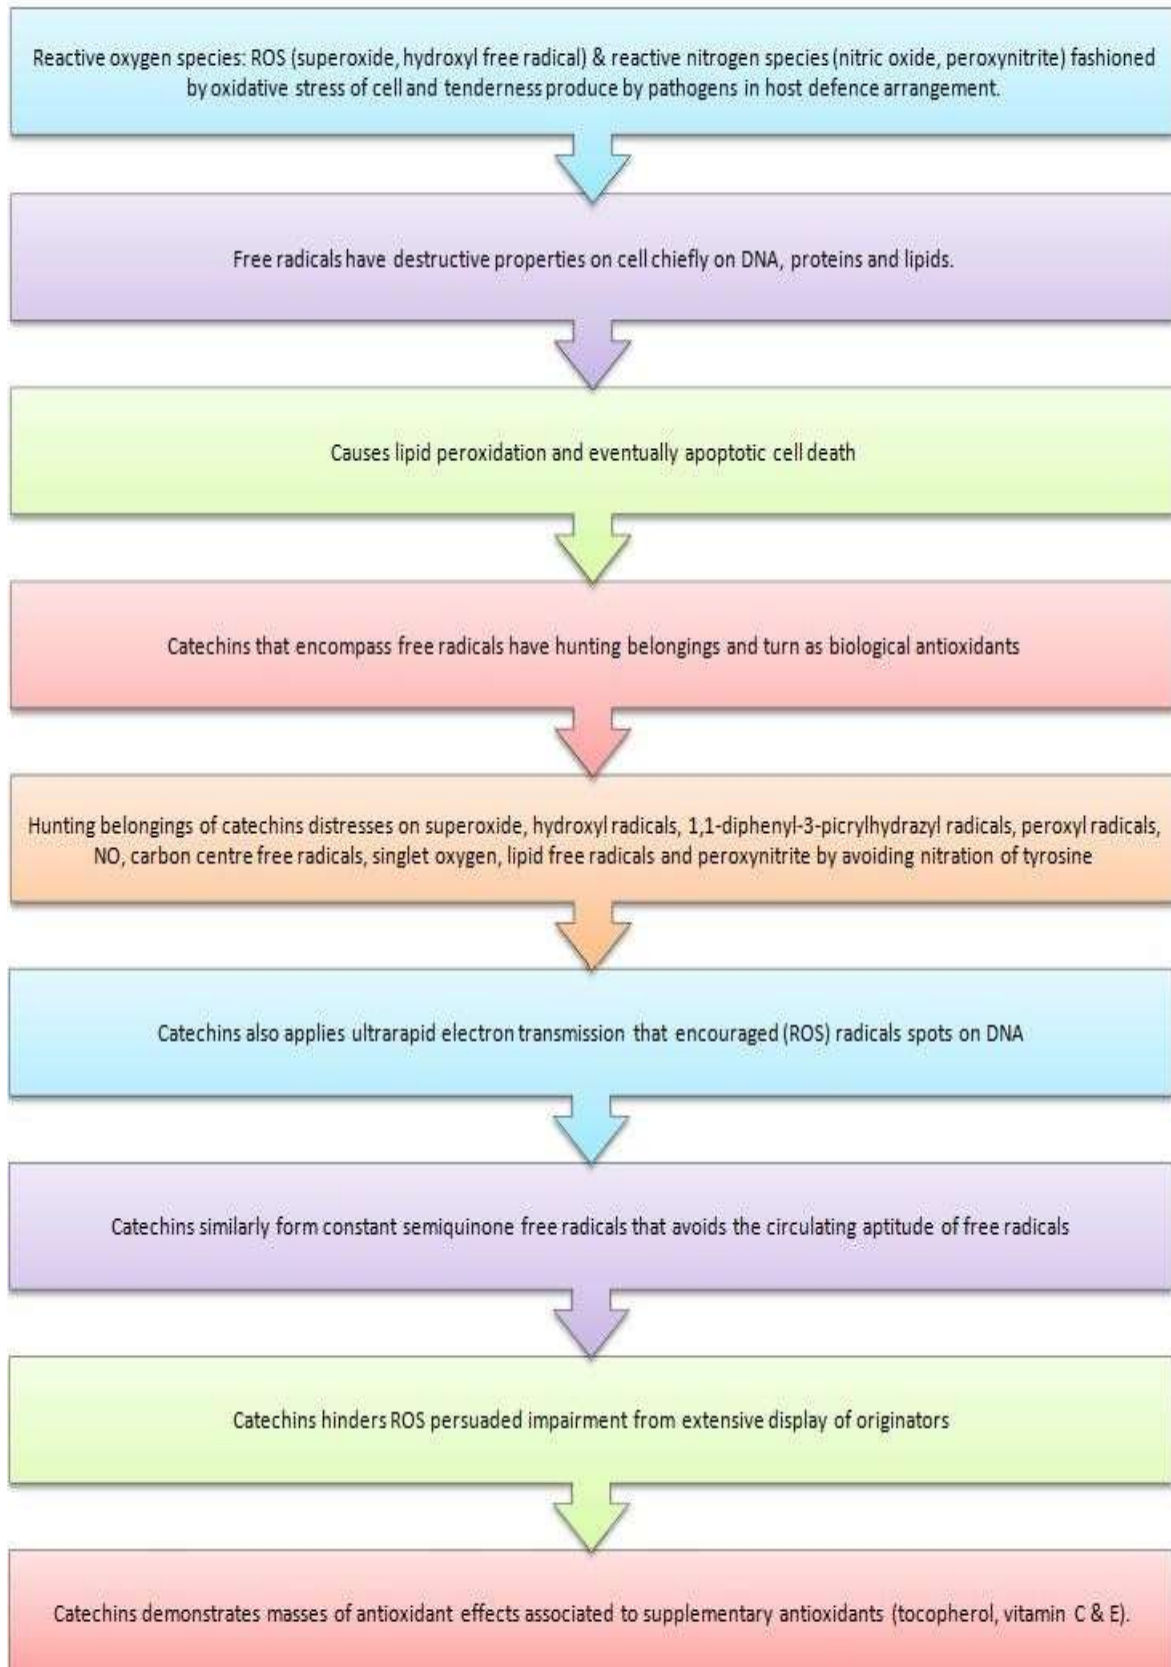 Reactive oxygen species: ROS (superoxide, hydroxyl free radical) & reactive nitrogen species (nitric oxide, peroxynitrite) fashioned
by oxidative stress of cell and tenderness produce by pathogens in host defence arrangement.
Free radicals have destructive properties on cell chiefly on DNA, proteins and lipids.
Causes lipid peroxidation and eventually apoptotic cell death
Catechins that encompass free radicals have hunting belongings and turn as biological antioxidants
Hunting belongings of catechins distresses on superoxide, hydroxyl radicals, 1,1-diphenyl-3-picrylhydrazyl radicals, peroxyl radicals,
NO, carbon centre free radicals, singlet oxygen, lipid free radicals and peroxynitrite by avoiding nitration of tyrosine
Catechins also applies ultrarapid electron transmission that encouraged (ROS) radicals spots on DNA
Catechins similarly form constant semiquinone free radicals that avoids the circulating aptitude of free radicals
Catechins hinders ROS persuaded impairment from extensive display of originators
Catechins demonstrates masses of antioxidant effects associated to supplementary antioxidants (tocopherol, vitamin C & E).